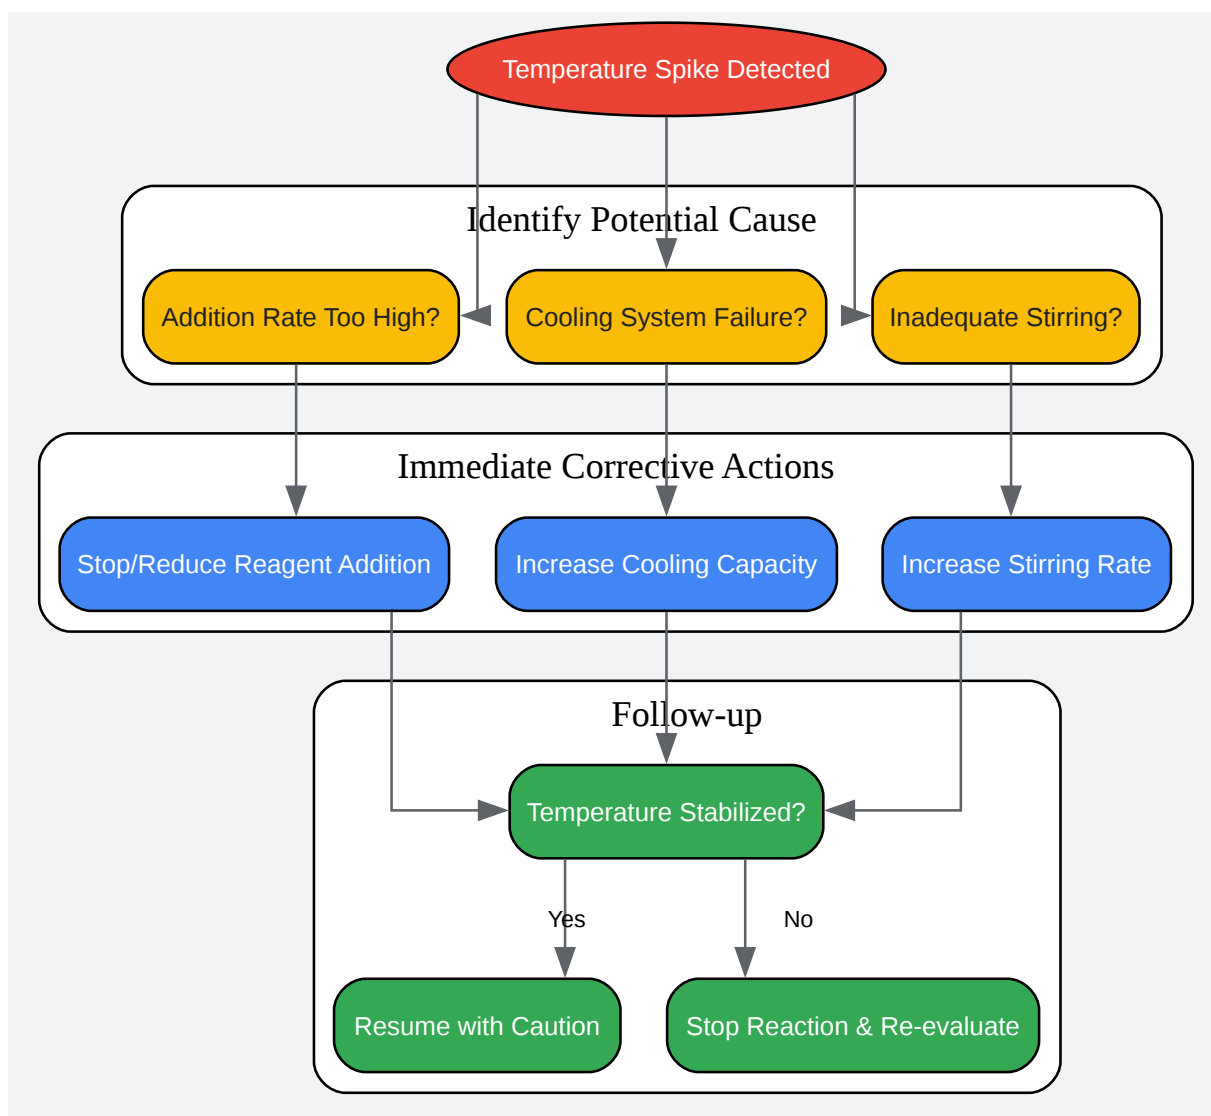 Temperature Spike Detected
Identify Potential Cause
Addition Rate Too High?
Cooling System Failure?
Inadequate Stirring?
Immediate Corrective Actions
Stop/Reduce Reagent Addition
Increase Cooling Capacity
Increase Stirring Rate
Follow-up
Temperature Stabilized?
Yes
No
Resume with Caution
Stop Reaction & Re-evaluate